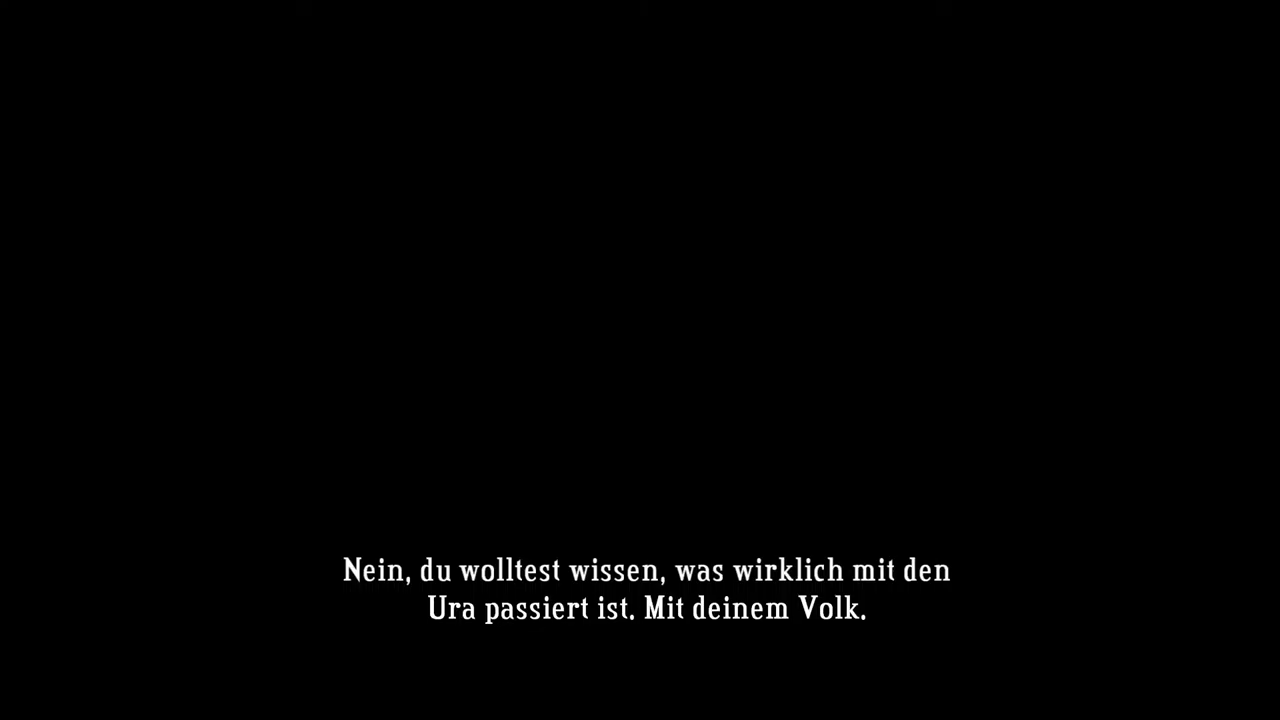 Nein, du wolltest wissen, was wirklich mit den
Ura passiert ist. Mit deinem Volk.